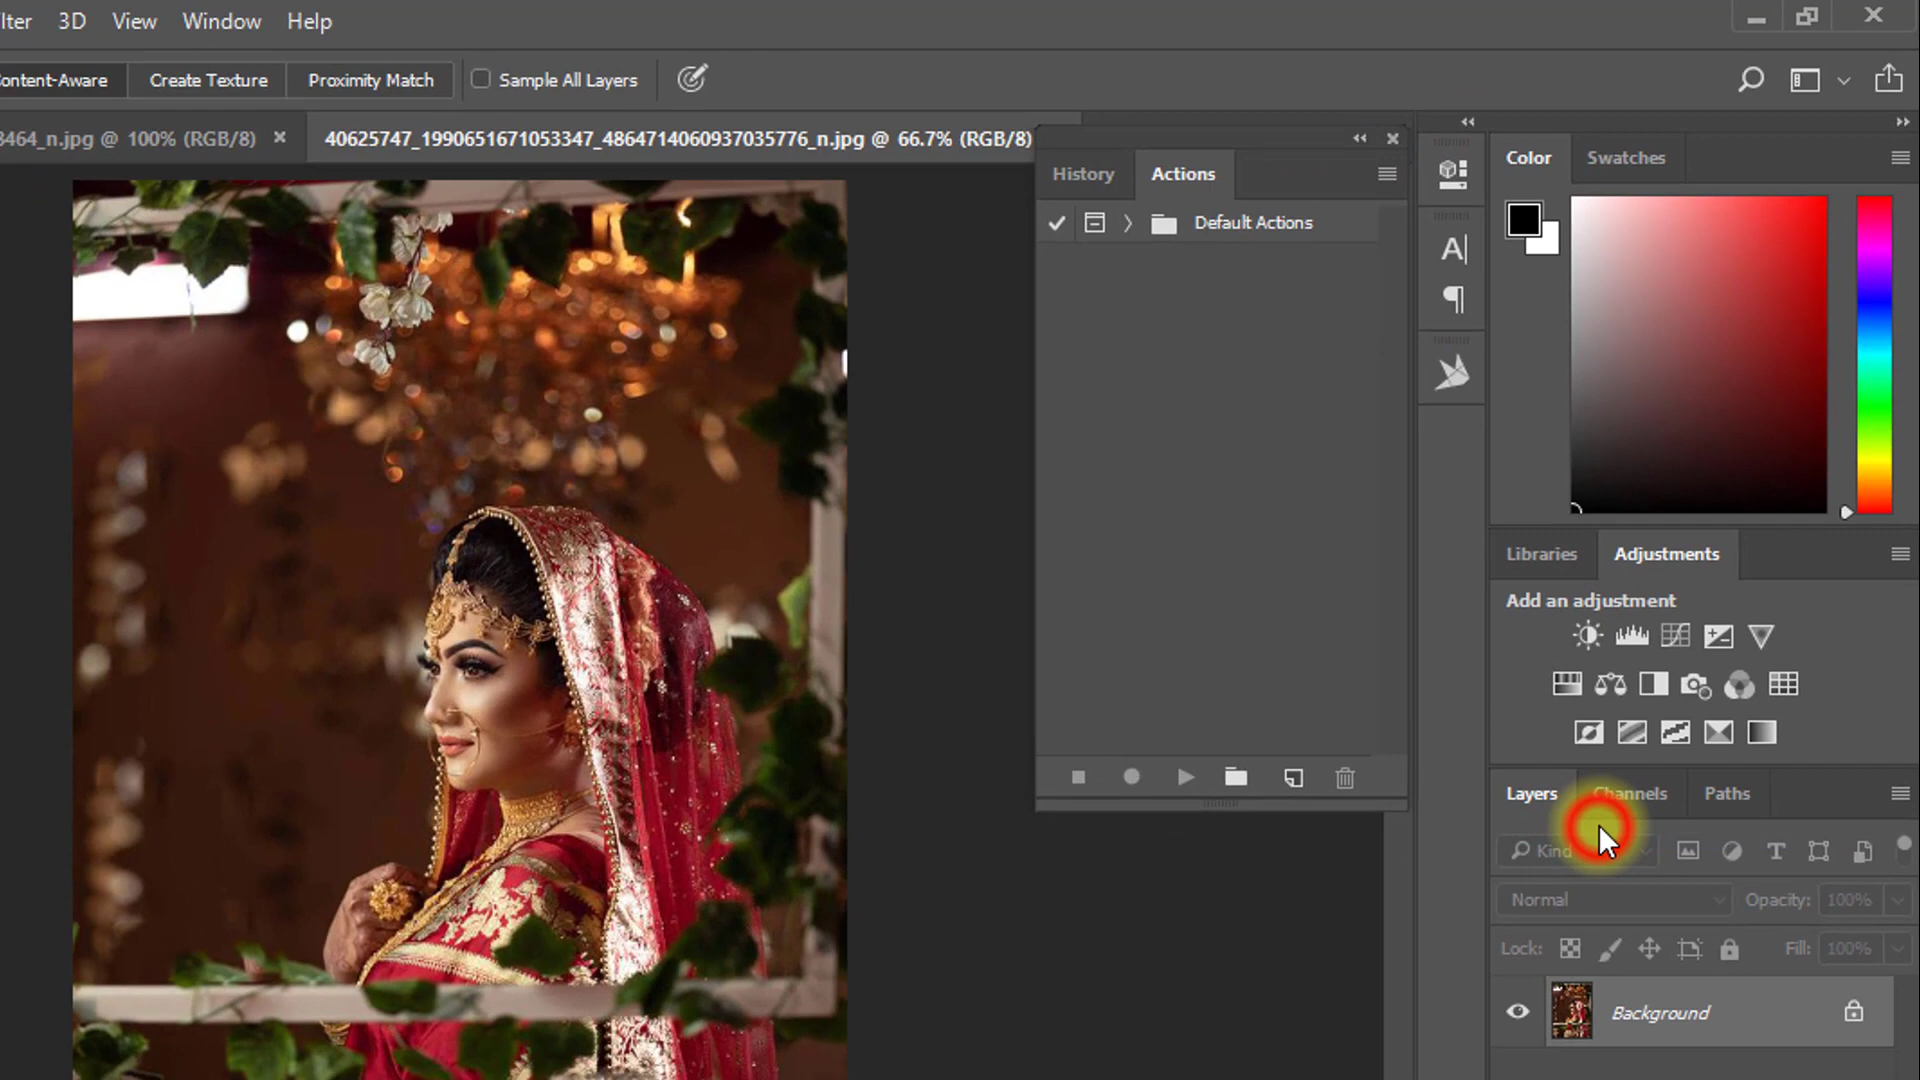 lter 3D View Window Help
ontent-Aware Create Texture Proximity Match Sample All Layers
3464_n.jpg @ 100% (RGB/8) × 40625747_1990651671053347_4864714060937035776_n.jpg @ 66.7% (RGB/8)
History Actions
Default Actions
Color Swatches
Libraries Adjustments
Add an adjustment
Layers Channels Paths
Kind
Normal Opacity: 100%
Lock: Fill: 100%
Background